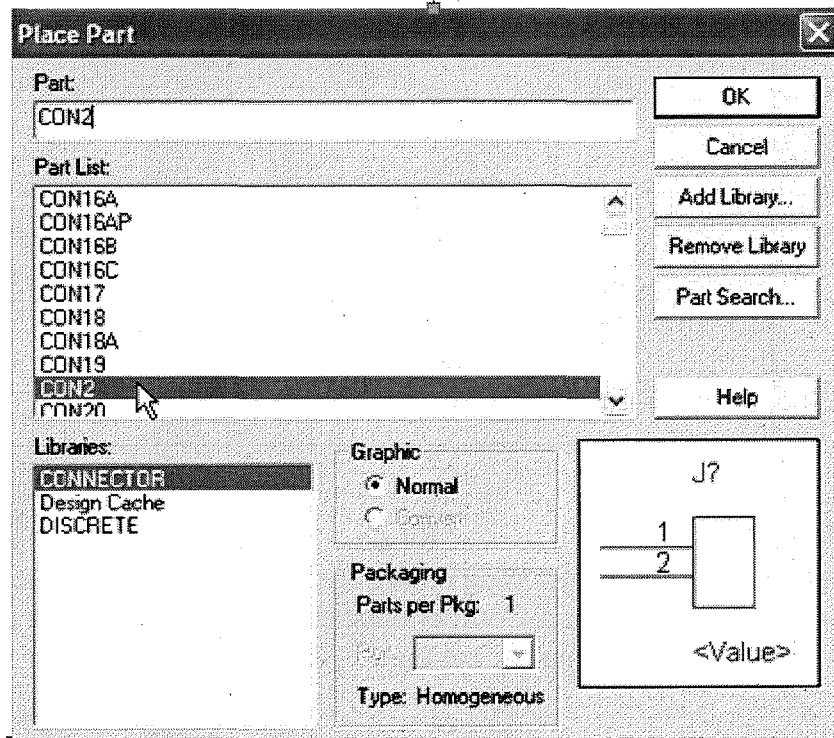 Place Part
Part:
CON2
OK
Cancel
Part List:
CON16A
CON16AP
CON16B
CON16C
CON17
CON18
CON18A
CON19
CON2
CON20
Add Library...
Remove Library
Part Search...
Help
Libraries:
CONNECTOR
Design Cache
DISCRETE
Graphic
Normal
Convert
Packaging
Parts per Pkg: 1
Type: Homogeneous
J?
1
2
<Value>